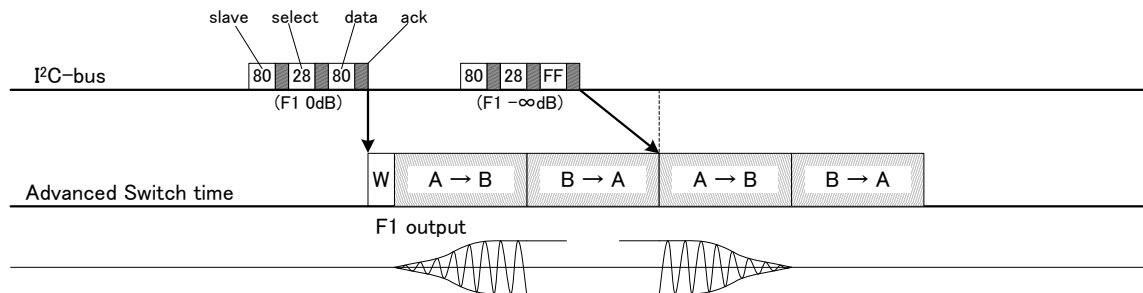 slave select data ack
I²C-bus 80 28 80 80 28 FF
(F1 0dB) (F1 −∞dB)
Advanced Switch time W A → B B → A A → B B → A
F1 output